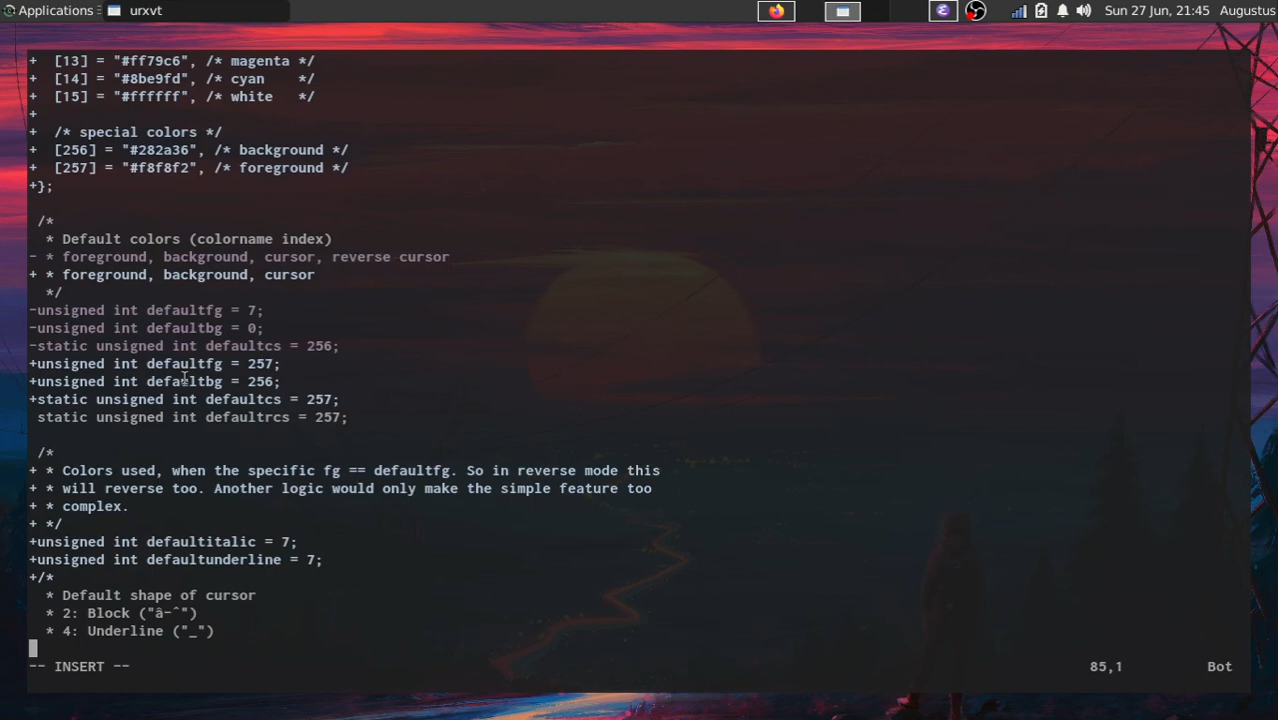 Applications
urxvt
Sun 27 Jun, 21:45 Augustus
+  [13] = "#ff79c6", /* magenta */
+  [14] = "#8be9fd", /* cyan    */
+  [15] = "#ffffff", /* white   */
+
+  /* special colors */
+  [256] = "#282a36", /* background */
+  [257] = "#f8f8f2", /* foreground */
+};
 /*
  * Default colors (colorname index)
- * foreground, background, cursor, reverse cursor
+ * foreground, background, cursor
  */
-unsigned int defaultfg = 7;
-unsigned int defaultbg = 0;
-static unsigned int defaultcs = 256;
+unsigned int defaultfg = 257;
+unsigned int defaultbg = 256;
+static unsigned int defaultcs = 257;
 static unsigned int defaultrcs = 257;
 /*
+ * Colors used, when the specific fg == defaultfg. So in reverse mode this
+ * will reverse too. Another logic would only make the simple feature too
+ * complex.
+ */
+unsigned int defaultitalic = 7;
+unsigned int defaultunderline = 7;
+/*
  * Default shape of cursor
  * 2: Block ("â–ˆ")
  * 4: Underline ("_")
-- INSERT --
85,1
Bot